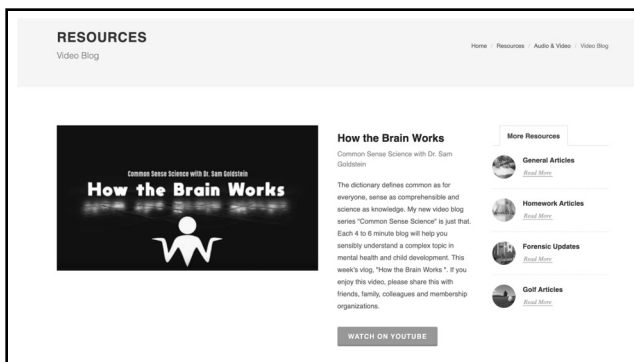 RESOURCES
Video Blog
Home / Resources / Audio & Video / Video Blog
Common Sense Science with Dr. Sam Goldstein
How the Brain Works
How the Brain Works
Common Sense Science with Dr. Sam
Goldstein
The dictionary defines common as for
everyone, sense as comprehensible and
science as knowledge. My new video blog
series "Common Sense Science" is just that.
Each 4 to 6 minute blog will help you
sensibly understand a complex topic in
mental health and child development. This
week's vlog, "How the Brain Works ". If you
enjoy this video, please share this with
friends, family, colleagues and membership
organizations.
WATCH ON YOUTUBE
More Resources
General Articles
Read More
Homework Articles
Read More
Forensic Updates
Read More
Golf Articles
Read More